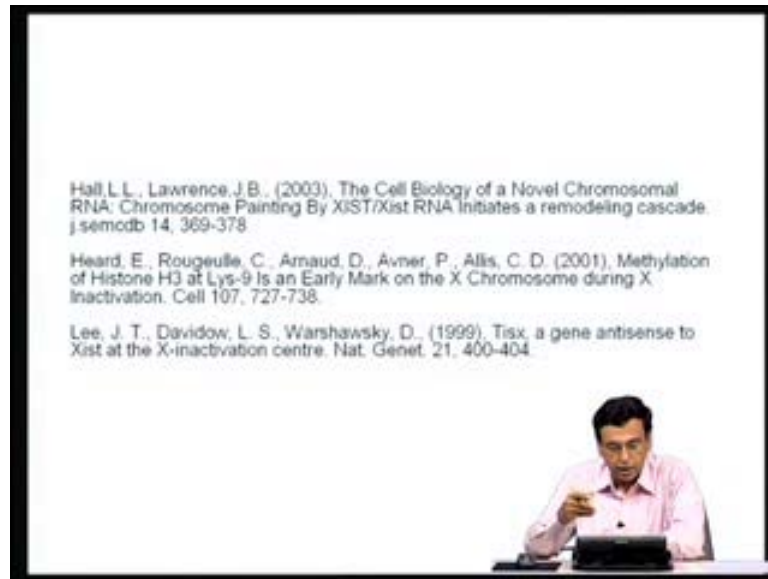 Hall,L.L., Lawrence,J.B., (2003), The Cell Biology of a Novel Chromosomal
RNA: Chromosome Painting By XIST/Xist RNA Initiates a remodeling cascade.
j.semcdb 14, 369-378
Heard, E., Rougeulle, C., Arnaud, D., Avner, P., Allis, C. D. (2001), Methylation
of Histone H3 at Lys-9 Is an Early Mark on the X Chromosome during X
Inactivation. Cell 107, 727-738.
Lee, J. T., Davidow, L. S., Warshawsky, D., (1999), Tisx, a gene antisense to
Xist at the X-inactivation centre. Nat. Genet. 21, 400-404.